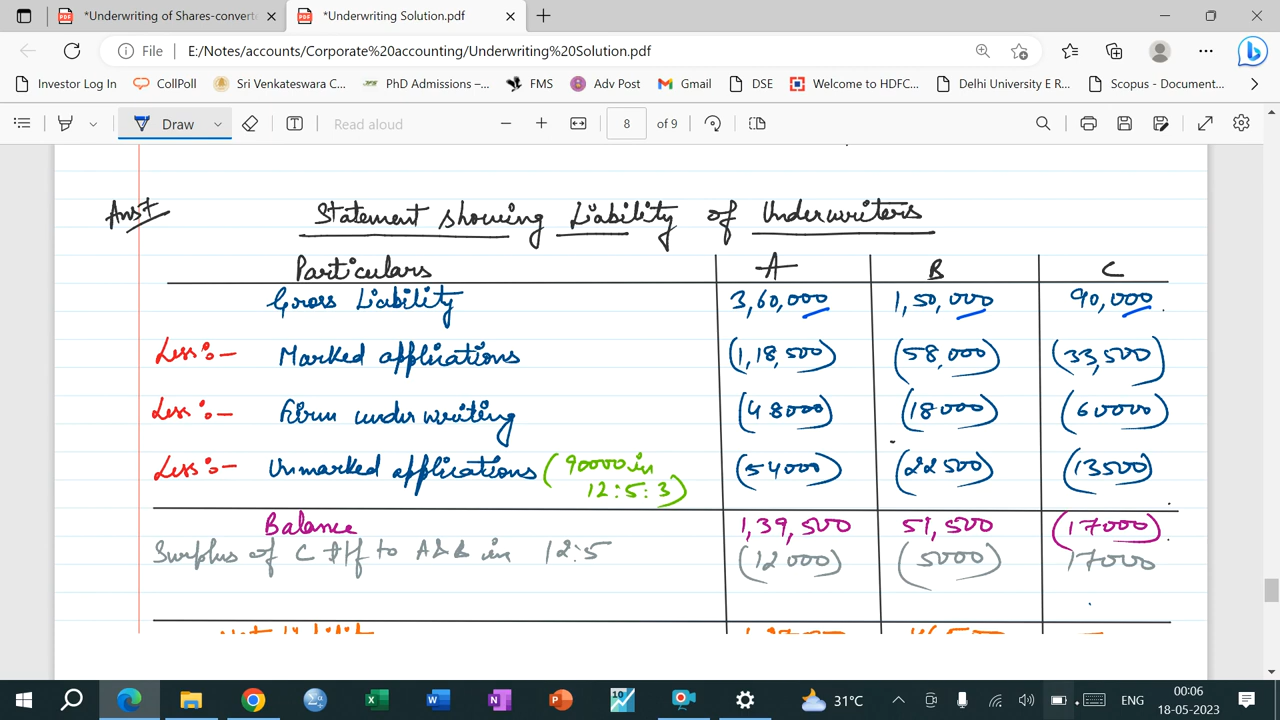 *Underwriting of Shares-converte
*Underwriting Solution.pdf
File E:/Notes/accounts/Corporate%20accounting/Underwriting%20Solution.pdf
Investor Log In CollPoll Sri Venkateswara C... PhD Admissions –... FMS Adv Post Gmail DSE Welcome to HDFC... Delhi University E R... Scopus - Document...
Draw Read aloud 8 of 9
Ans:
Statement showing Liability of Underwriters
Particulars A B C
Gross Liability 3,60,000 1,50,000 90,000
Less:- Marked applications (1,18,500) (58,000) (33,500)
Less:- Firm underwriting (48000) (18000) (60000)
Less:- Unmarked applications (90000 in 12:5:3) (54000) (22500) (13500)
Balance 1,39,500 51,500 (17000)
Surplus of C tff to A & B in 12:5 (12000) (5000) 17000
10
31°C ENG 00:06
18-05-2023